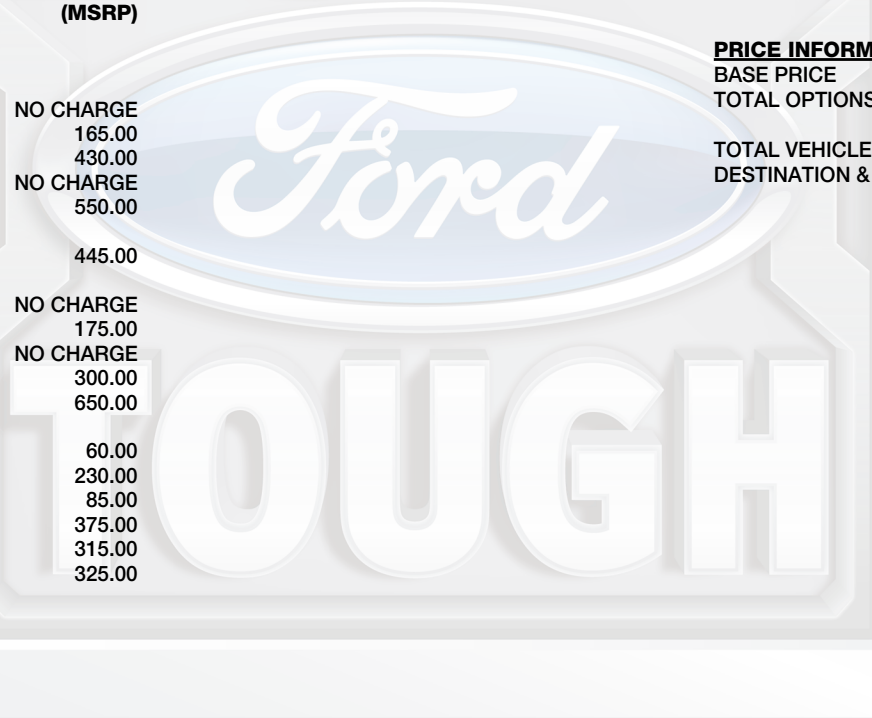 (MSRP)
PRICE INFORM
BASE PRICE
NO CHARGE
TOTAL OPTIONS
165.00
430.00
TOTAL VEHICLE
NO CHARGE
DESTINATION &
550.00
445.00
NO CHARGE
175.00
NO CHARGE
300.00
650.00
60.00
230.00
85.00
375.00
315.00
325.00
Ford
TOUGH